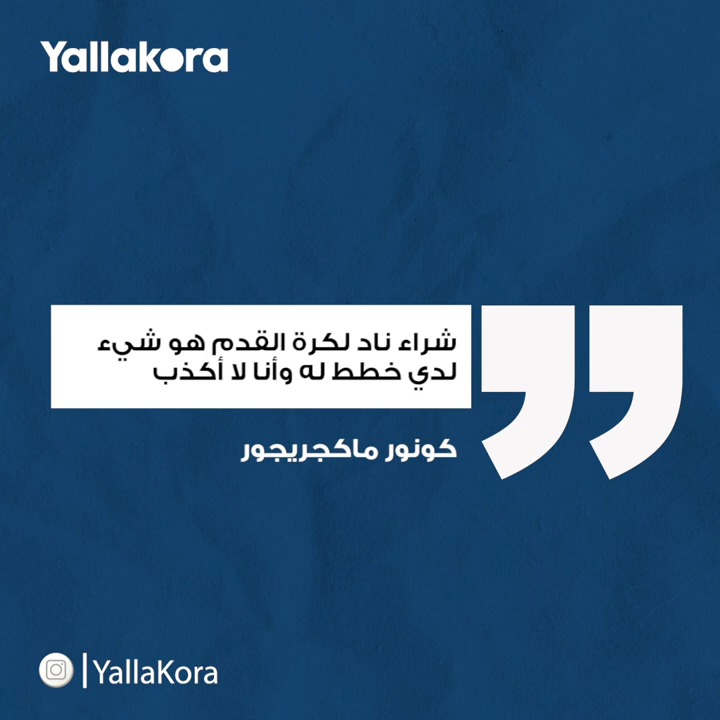 Yallakora
شراء ناد لكرة القدم هو شيء
لدي خطط له وأنا لا أكذب
كونور ماكجريجور
YallaKora